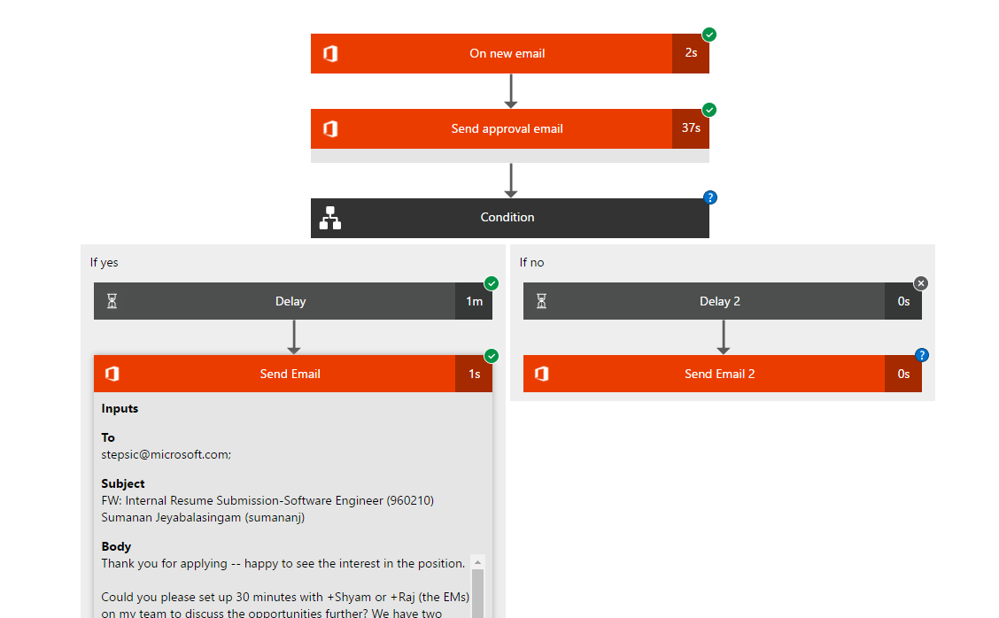 On new email
2s
Send approval email
37s
?
Condition
If yes
If no
Delay
1m
Delay 2
0s
Send Email
1s
?
Send Email 2
0s
Inputs
To
stepsic@microsoft.com;
Subject
FW: Internal Resume Submission-Software Engineer (960210)
Sumanan Jeyabalasingam (sumananj)
Body
Thank you for applying -- happy to see the interest in the position.
Could you please set up 30 minutes with +Shyam or +Raj (the EMs)
on my team to discuss the opportunities further? We have two